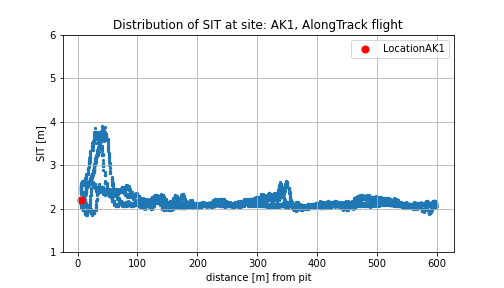 Distribution of SIT at site: AK1, AlongTrack flight
6
5
4
3
2
1
SIT [m]
LocationAK1
0 100 200 300 400 500 600
distance [m] from pit